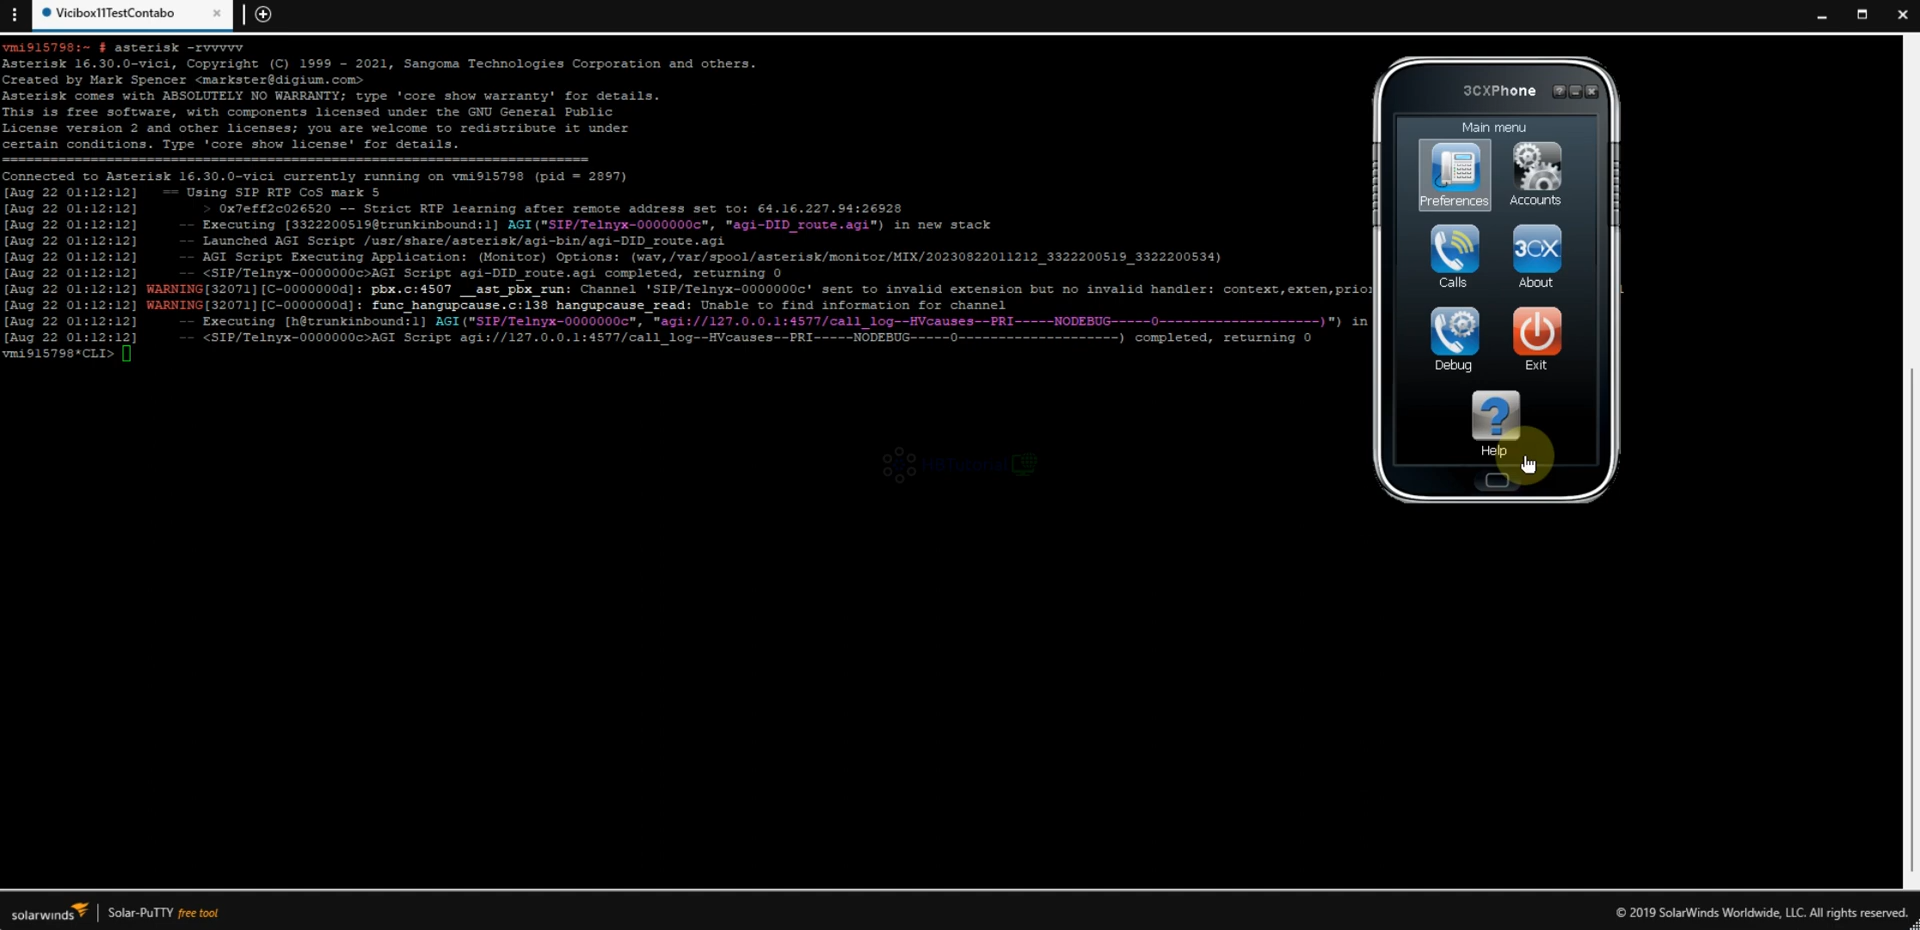 Vicibox11TestContabo
vmi915798:~ # asterisk -rvvvvv
Asterisk 16.30.0-vici, Copyright (C) 1999 - 2021, Sangoma Technologies Corporation and others.
Created by Mark Spencer <markster@digium.com>
Asterisk comes with ABSOLUTELY NO WARRANTY; type 'core show warranty' for details.
This is free software, with components licensed under the GNU General Public
License version 2 and other licenses; you are welcome to redistribute it under
certain conditions. Type 'core show license' for details.
=========================================================================
Connected to Asterisk 16.30.0-vici currently running on vmi915798 (pid = 2897)
[Aug 22 01:12:12]   == Using SIP RTP CoS mark 5
[Aug 22 01:12:12]        > 0x7eff2c026520 -- Strict RTP learning after remote address set to: 64.16.227.94:26928
[Aug 22 01:12:12]     -- Executing [3322200519@trunkinbound:1] AGI("SIP/Telnyx-0000000c", "agi-DID_route.agi") in new stack
[Aug 22 01:12:12]     -- Launched AGI Script /usr/share/asterisk/agi-bin/agi-DID_route.agi
[Aug 22 01:12:12]     -- AGI Script Executing Application: (Monitor) Options: (wav,/var/spool/asterisk/monitor/MIX/20230822011212_3322200519_3322200534)
[Aug 22 01:12:12]     -- <SIP/Telnyx-0000000c>AGI Script agi-DID_route.agi completed, returning 0
[Aug 22 01:12:12] WARNING[32071][C-0000000d]: pbx.c:4507 __ast_pbx_run: Channel 'SIP/Telnyx-0000000c' sent to invalid extension but no invalid handler: context,exten,prior
[Aug 22 01:12:12] WARNING[32071][C-0000000d]: func_hangupcause.c:138 hangupcause_read: Unable to find information for channel
[Aug 22 01:12:12]     -- Executing [h@trunkinbound:1] AGI("SIP/Telnyx-0000000c", "agi://127.0.0.1:4577/call_log--HVcauses--PRI-----NODEBUG-----0--------------------)") in
[Aug 22 01:12:12]     -- <SIP/Telnyx-0000000c>AGI Script agi://127.0.0.1:4577/call_log--HVcauses--PRI-----NODEBUG-----0--------------------) completed, returning 0
vmi915798*CLI>
3CXPhone
Main menu
Preferences
Accounts
3CX
Calls
About
Debug
Exit
Help
solarwinds | Solar-PuTTY free tool
© 2019 SolarWinds Worldwide, LLC. All rights reserved.